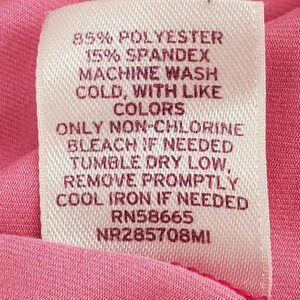 85% POLYESTER
15% SPANDEX
MACHINE WASH
COLD, WITH LIKE
COLORS
ONLY NON-CHLORINE
BLEACH IF NEEDED
TUMBLE DRY LOW,
REMOVE PROMPTLY
COOL IRON IF NEEDED
RN58665
NR285708MI